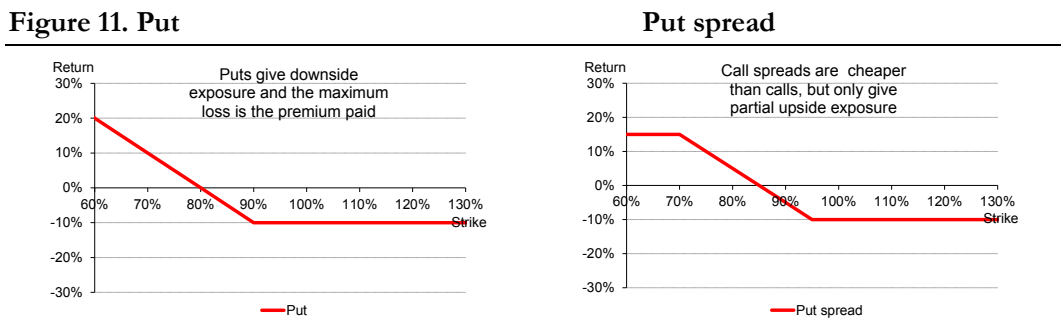 Figure 11. Put
Put spread
Return
Puts give downside
exposure and the maximum
loss is the premium paid
30%
20%
10%
0%
60% 70% 80% 90% 100% 110% 120% 130%
-10%
Strike
-20%
-30%
Put
Return
Call spreads are cheaper
than calls, but only give
partial upside exposure
30%
20%
10%
0%
60% 70% 80% 90% 100% 110% 120% 130%
-10%
Strike
-20%
-30%
Put spread